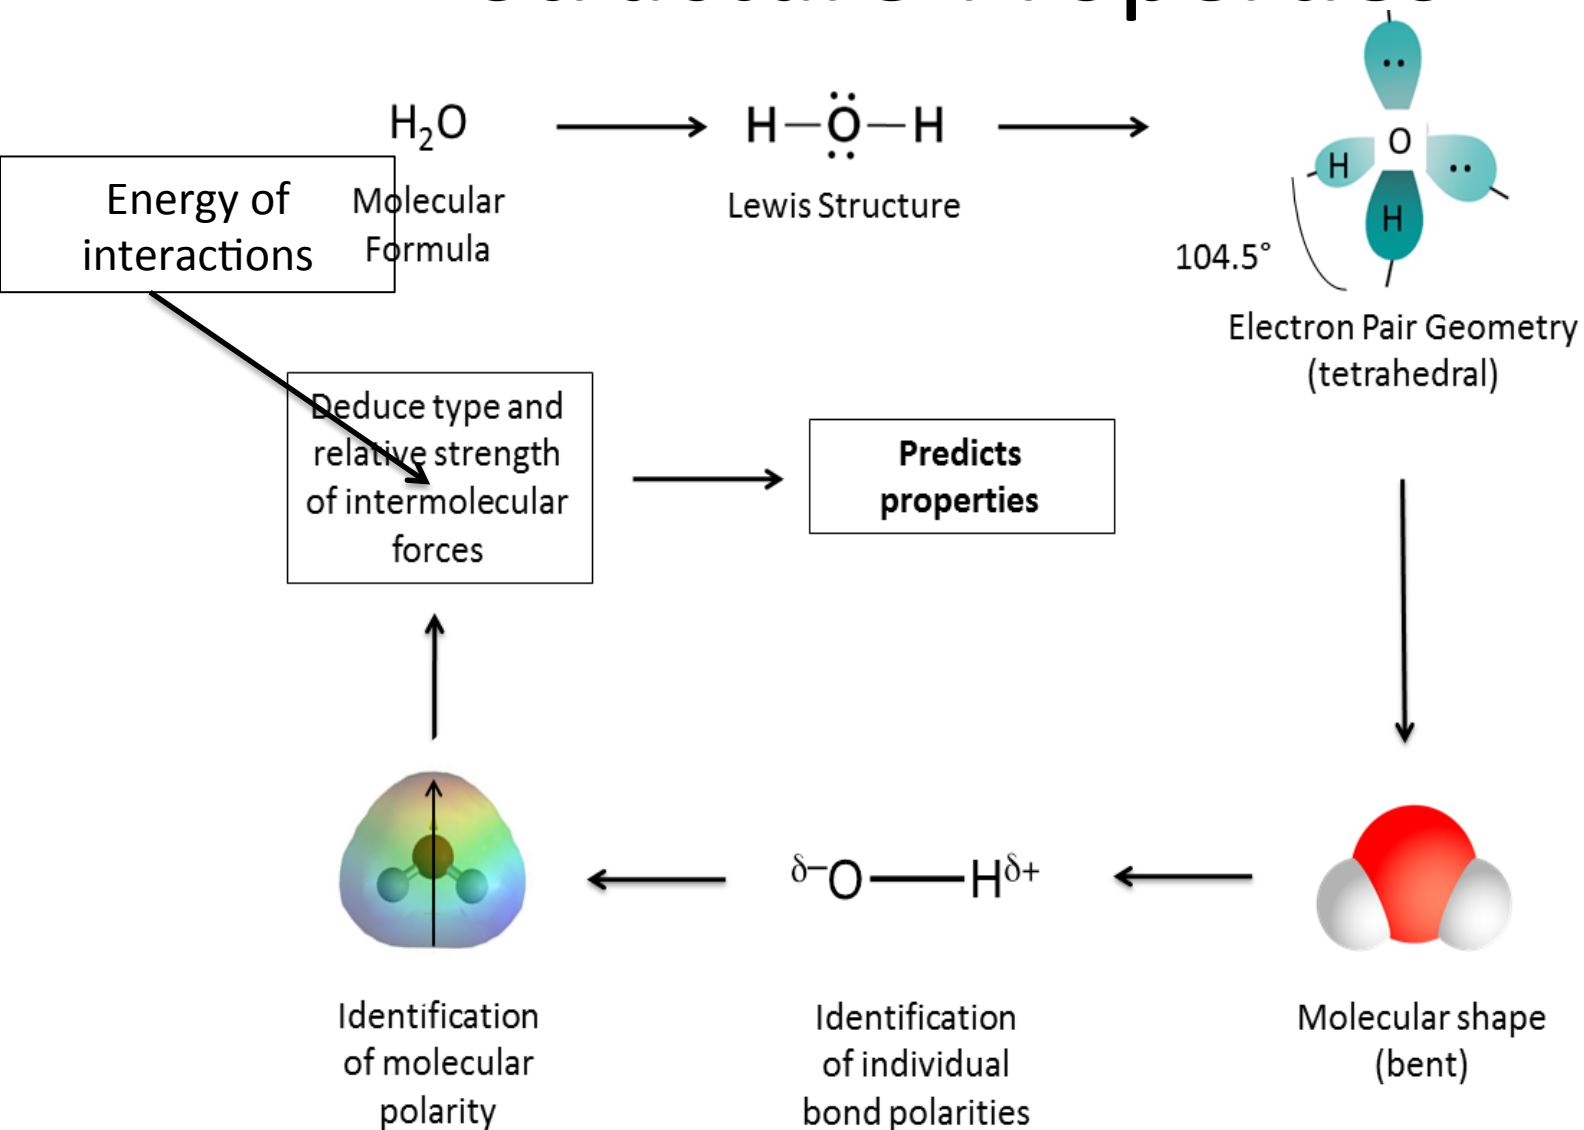 H₂O
H—Ö—H
O
H
H
104.5°
Energy of
interactions
Molecular
Formula
Lewis Structure
Electron Pair Geometry
(tetrahedral)
Deduce type and
relative strength
of intermolecular
forces
Predicts
properties
δ−O—Hδ+
Identification
of molecular
polarity
Identification
of individual
bond polarities
Molecular shape
(bent)